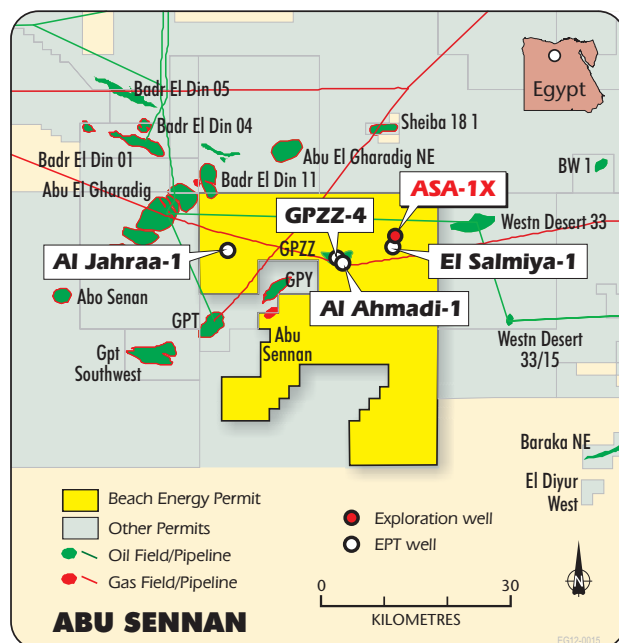 Badr El Din 05
Egypt
Badr El Din 04
Sheiba 18 1
Badr El Din 01
Abu El Gharadig NE
BW 1
Abu El Gharadig
Badr El Din 11
ASA-1X
GPZZ-4
Westn Desert 33
Al Jahraa-1
GPZZ
El Salmiya-1
GPY
Al Ahmadi-1
Abo Senan
GPT
Abu
Sennan
Westn Desert
33/15
Gpt
Southwest
Baraka NE
El Diyur
West
Beach Energy Permit
Other Permits
Oil Field/Pipeline
Gas Field/Pipeline
Exploration well
EPT well
N
0
30
KILOMETRES
ABU SENNAN
EG12-0015